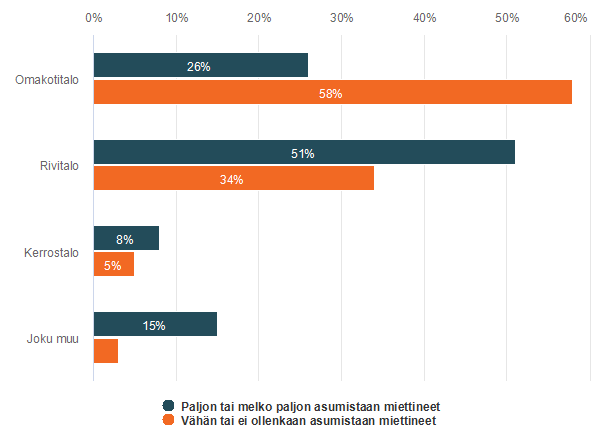 0% 10% 20% 30% 40% 50% 60%
Omakotitalo
26%
58%
Rivitalo
51%
34%
Kerrostalo
8%
5%
Joku muu
15%
Paljon tai melko paljon asumistaan miettineet
Vähän tai ei ollenkaan asumistaan miettineet